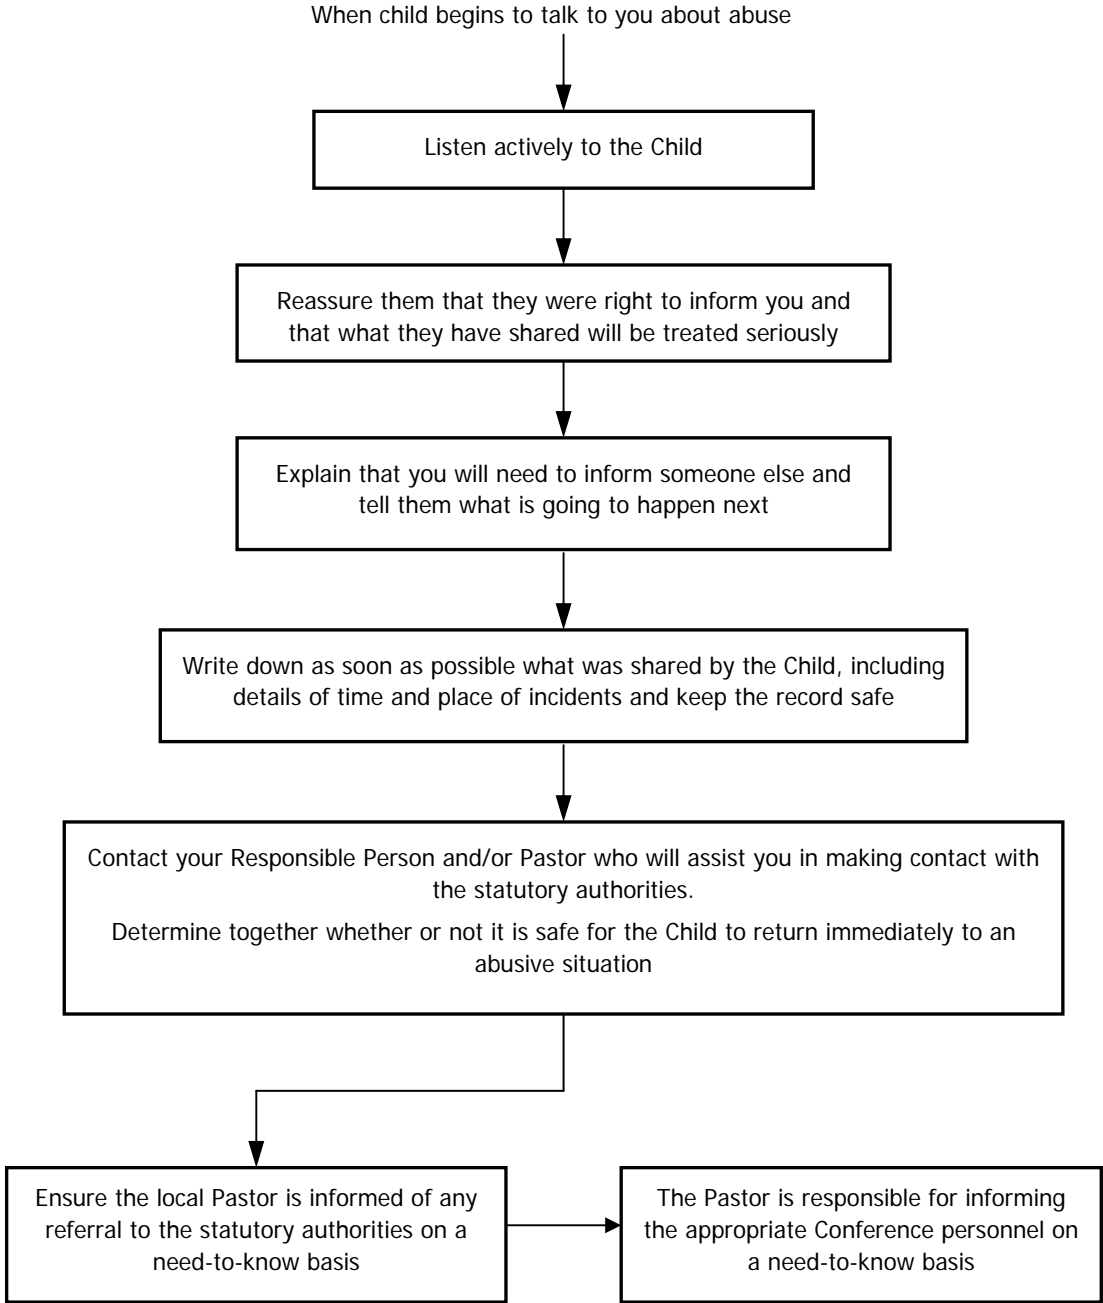 When child begins to talk to you about abuse
Listen actively to the Child
Reassure them that they were right to inform you and
that what they have shared will be treated seriously
Explain that you will need to inform someone else and
tell them what is going to happen next
Write down as soon as possible what was shared by the Child, including
details of time and place of incidents and keep the record safe
Contact your Responsible Person and/or Pastor who will assist you in making contact with
the statutory authorities.
Determine together whether or not it is safe for the Child to return immediately to an
abusive situation
Ensure the local Pastor is informed of any
referral to the statutory authorities on a
need-to-know basis
The Pastor is responsible for informing
the appropriate Conference personnel on
a need-to-know basis